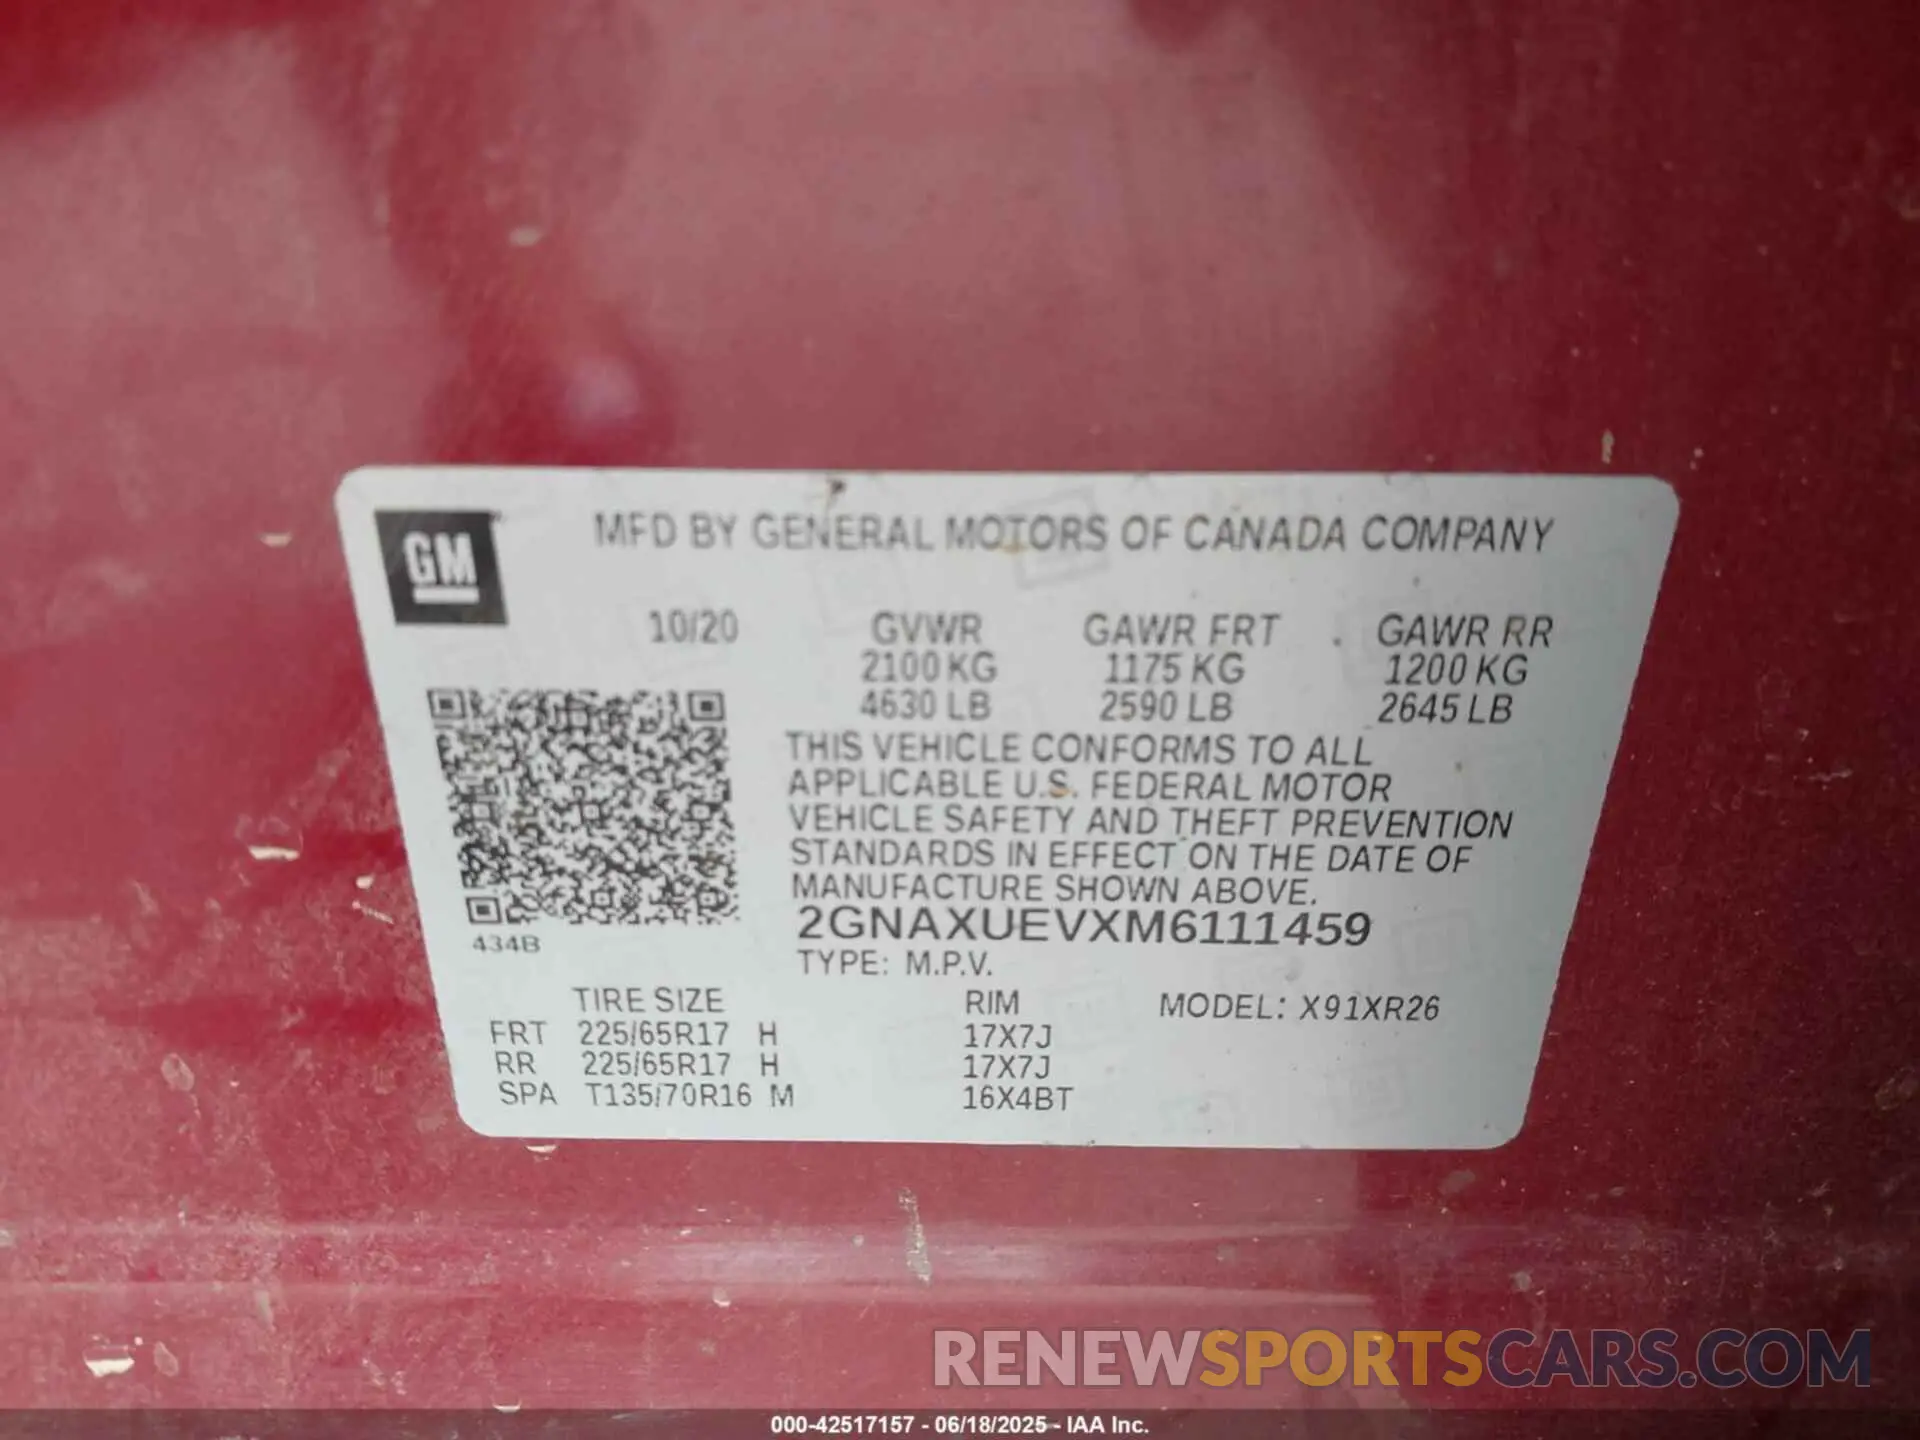 GM
MFD BY GENERAL MOTORS OF CANADA COMPANY
10/20 GVWR GAWR FRT GAWR RR
2100 KG 1175 KG 1200 KG
4630 LB 2590 LB 2645 LB
THIS VEHICLE CONFORMS TO ALL
APPLICABLE U.S. FEDERAL MOTOR
VEHICLE SAFETY AND THEFT PREVENTION
STANDARDS IN EFFECT ON THE DATE OF
MANUFACTURE SHOWN ABOVE.
2GNAXUEVXM6111459
434B
TYPE: M.P.V.
TIRE SIZE RIM MODEL: X91XR26
FRT 225/65R17 H 17X7J
RR 225/65R17 H 17X7J
SPA T135/70R16 M 16X4BT
RENEWSPORTSCARS.COM
000-42517157 - 06/18/2025 - IAA Inc.